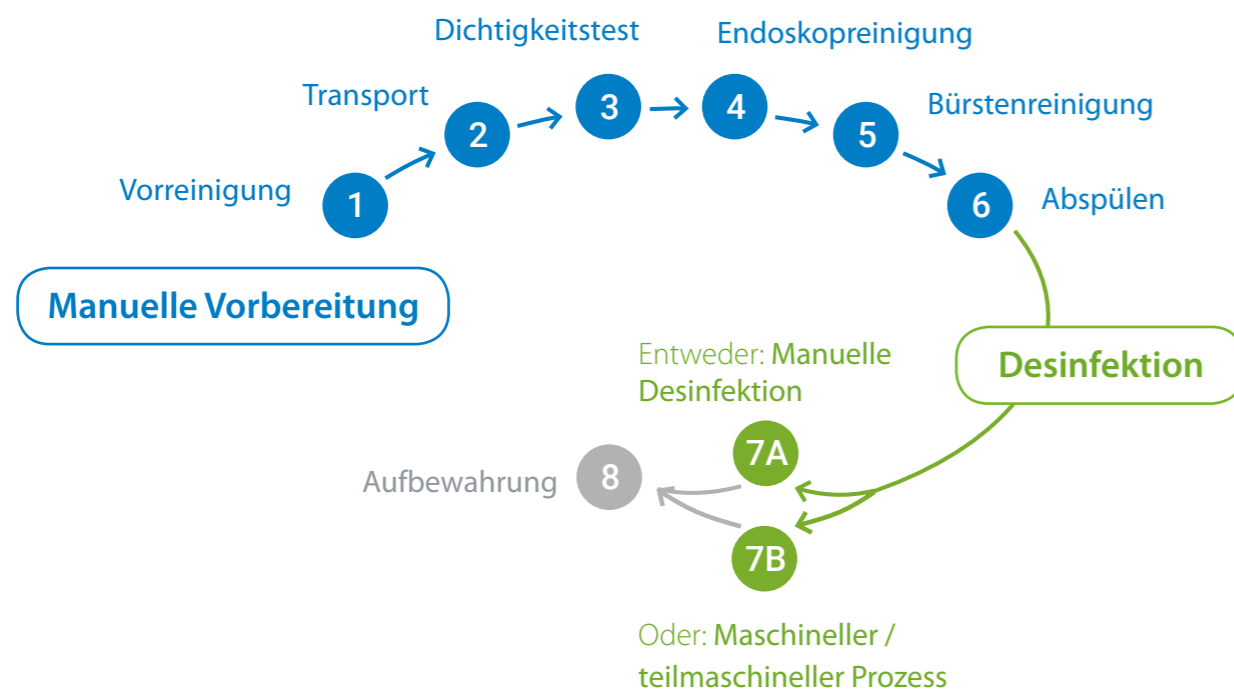 Dichtigkeitstest
Endoskopreinigung
Transport
Bürstenreinigung
Vorreinigung
Abspülen
1
2
3
4
5
6
Manuelle Vorbereitung
Desinfektion
Entweder: Manuelle
Desinfektion
7A
Aufbewahrung
8
7B
Oder: Maschineller /
teilmaschineller Prozess